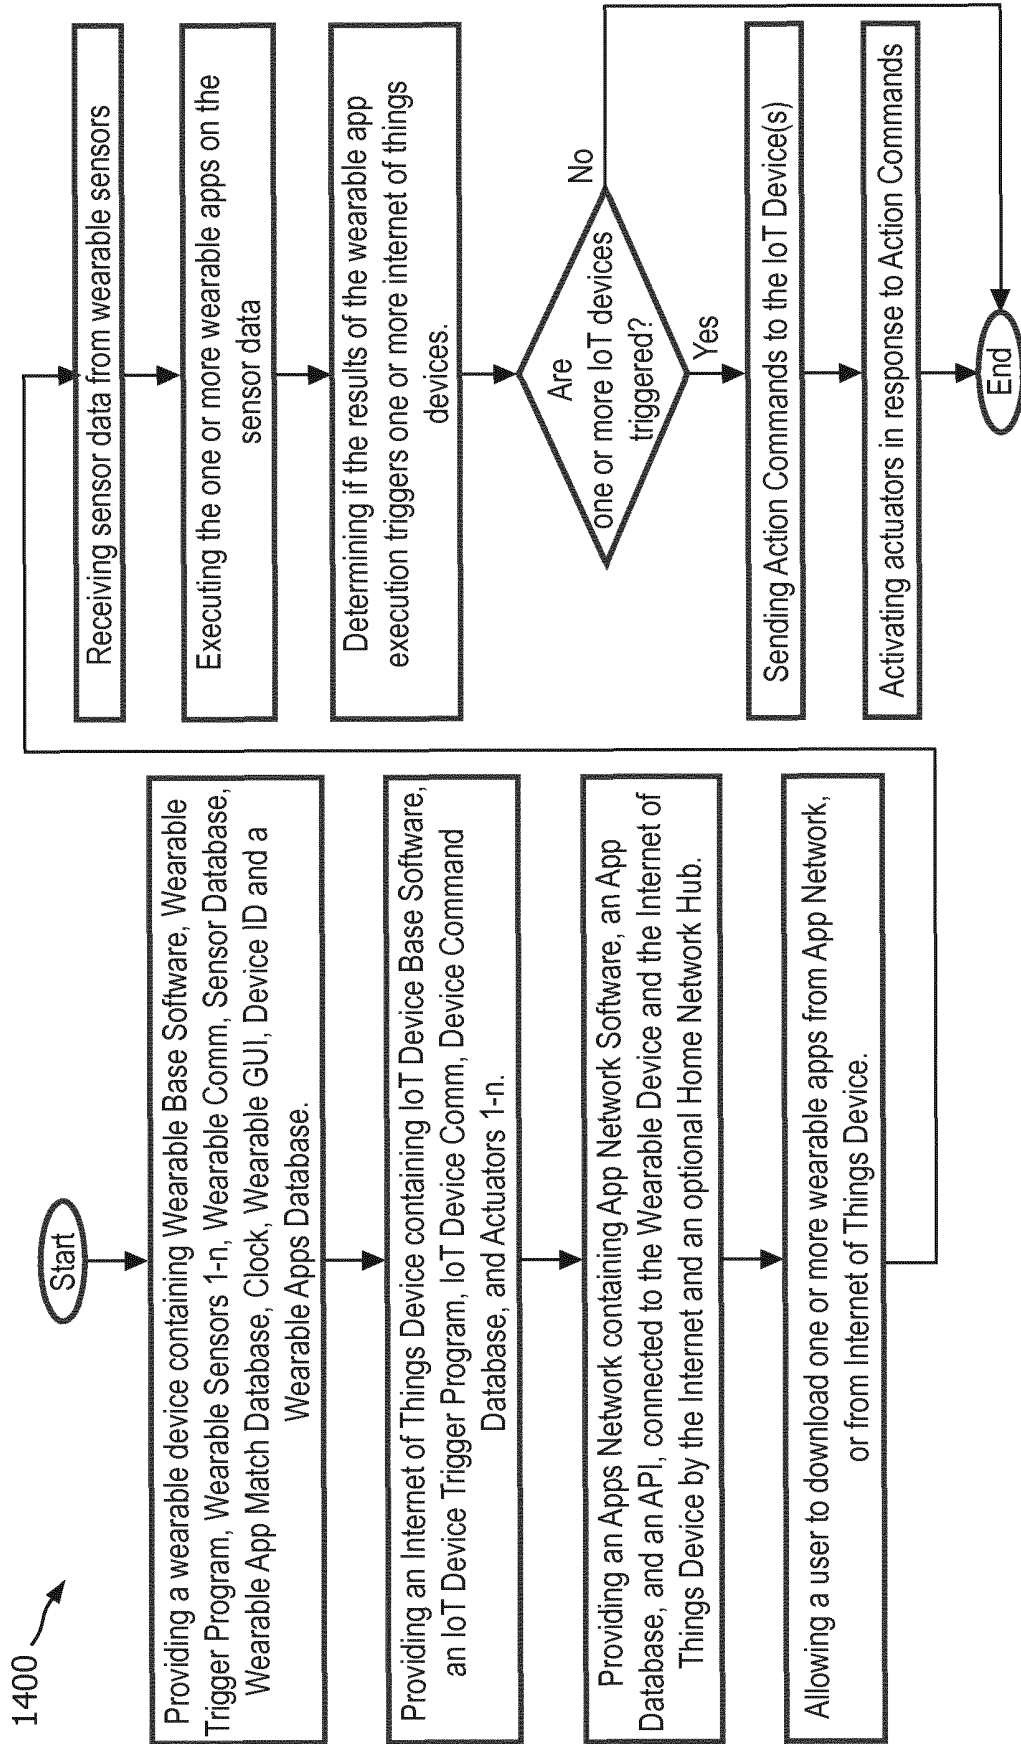 1400
Start
Providing a wearable device containing Wearable Base Software, Wearable
Trigger Program, Wearable Sensors 1-n, Wearable Comm, Sensor Database,
Wearable App Match Database, Clock, Wearable GUI, Device ID and a
Wearable Apps Database.
Providing an Internet of Things Device containing IoT Device Base Software,
an IoT Device Trigger Program, IoT Device Comm, Device Command
Database, and Actuators 1-n.
Providing an Apps Network containing App Network Software, an App
Database, and an API, connected to the Wearable Device and the Internet of
Things Device by the Internet and an optional Home Network Hub.
Allowing a user to download one or more wearable apps from App Network,
or from Internet of Things Device.
Receiving sensor data from wearable sensors
Executing the one or more wearable apps on the
sensor data
Determining if the results of the wearable app
execution triggers one or more internet of things
devices.
Are
one or more IoT devices
triggered?
No
Yes
Sending Action Commands to the IoT Device(s)
Activating actuators in response to Action Commands
End